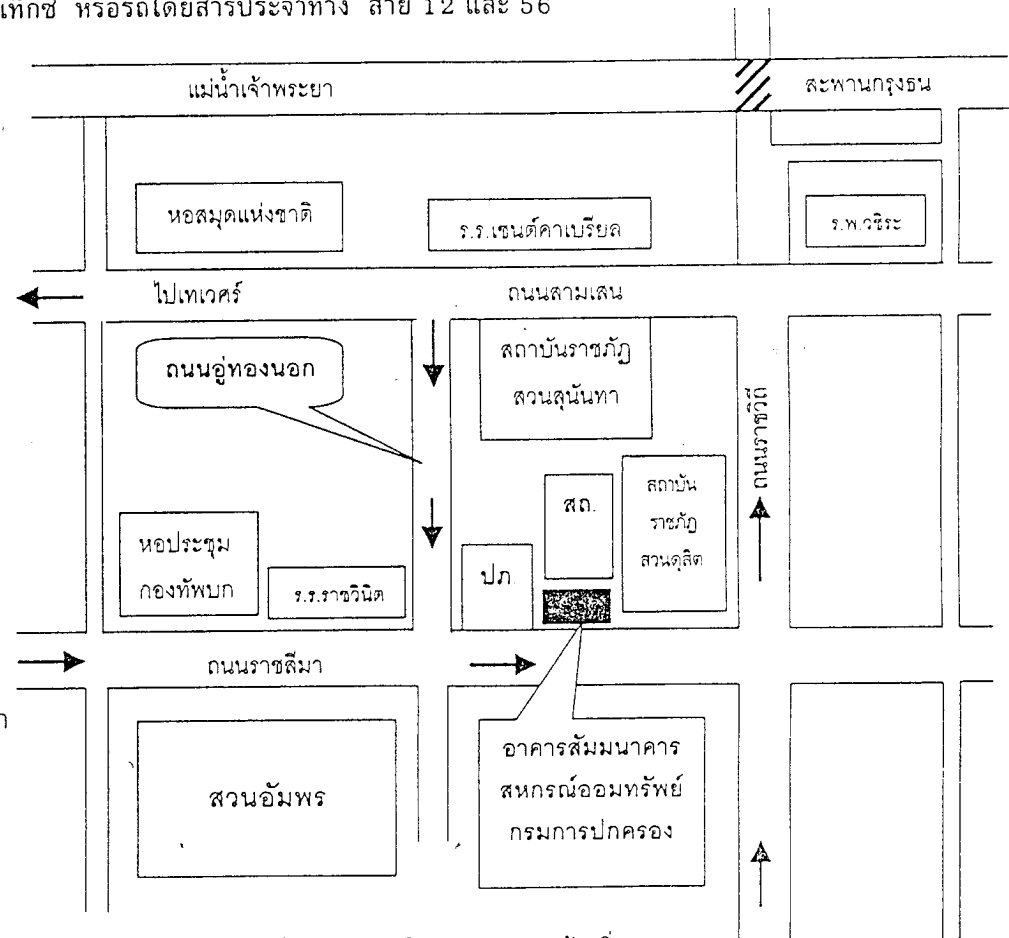 หรือรถโดยสารประจำทาง สาย 12 และ 56
แม่น้ำเจ้าพระยา
สะพานกรุงธน
หอสมุดแห่งชาติ
ร.ร.เซนต์คาเบรียล
ร.พ.วชิระ
ไปเทเวศร์
ถนนสามเสน
ถนนอู่ทองนอก
สถาบันราชภัฏ
สวนสุนันทา
ถนนราชวิถี
หอประชุม
กองทัพบก
ร.ร.ราชวินิต
ปภ
สถ.
สถาบัน
ราชภัฏ
สวนดุสิต
ถนนราชสีมา
สวนอัมพร
อาคารสัมมนาคาร
สหกรณ์ออมทรัพย์
กรมการปกครอง